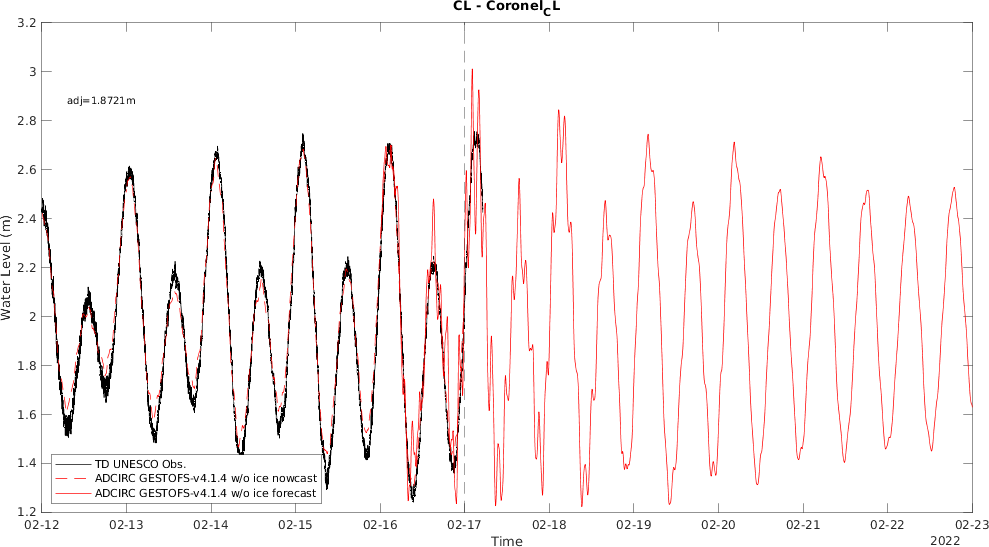 CL - Coronel_CL
3.2
3
2.8
2.6
2.4
2.2
2
1.8
1.6
1.4
1.2
Water Level (m)
adj=1.8721m
TD UNESCO Obs.
ADCIRC GESTOFS-v4.1.4 w/o ice nowcast
ADCIRC GESTOFS-v4.1.4 w/o ice forecast
02-12 02-13 02-14 02-15 02-16 02-17 02-18 02-19 02-20 02-21 02-22 02-23
Time
2022